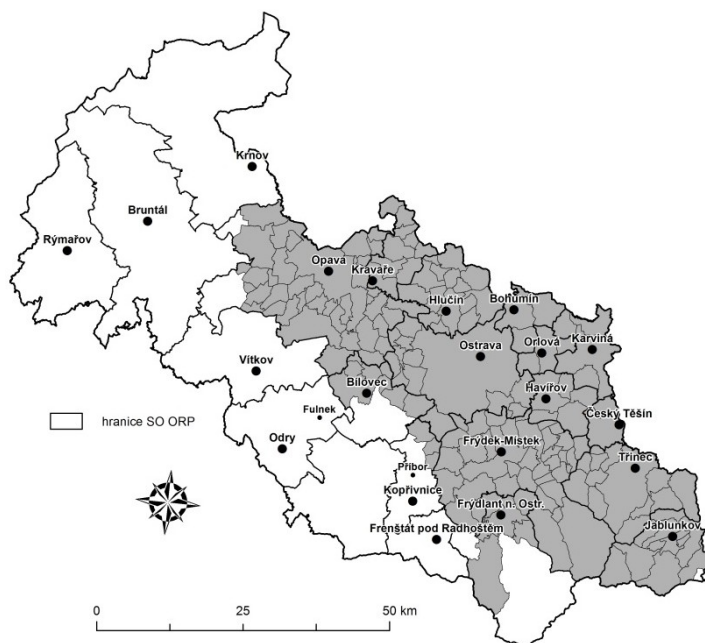 Krnov
Bruntál
Rýmařov
Opava
Kravaře
Hlučín
Bohumín
Ostrava
Orlová
Karviná
Vítkov
Bílovec
Havířov
Český Těšín
Fulnek
hranice SO ORP
Odry
Frýdek-Místek
Třinec
Příbor
Kopřivnice
Frýdlant n. Ostr.
Frenštát pod Radhoštěm
Jablunkov
0 25 50 km